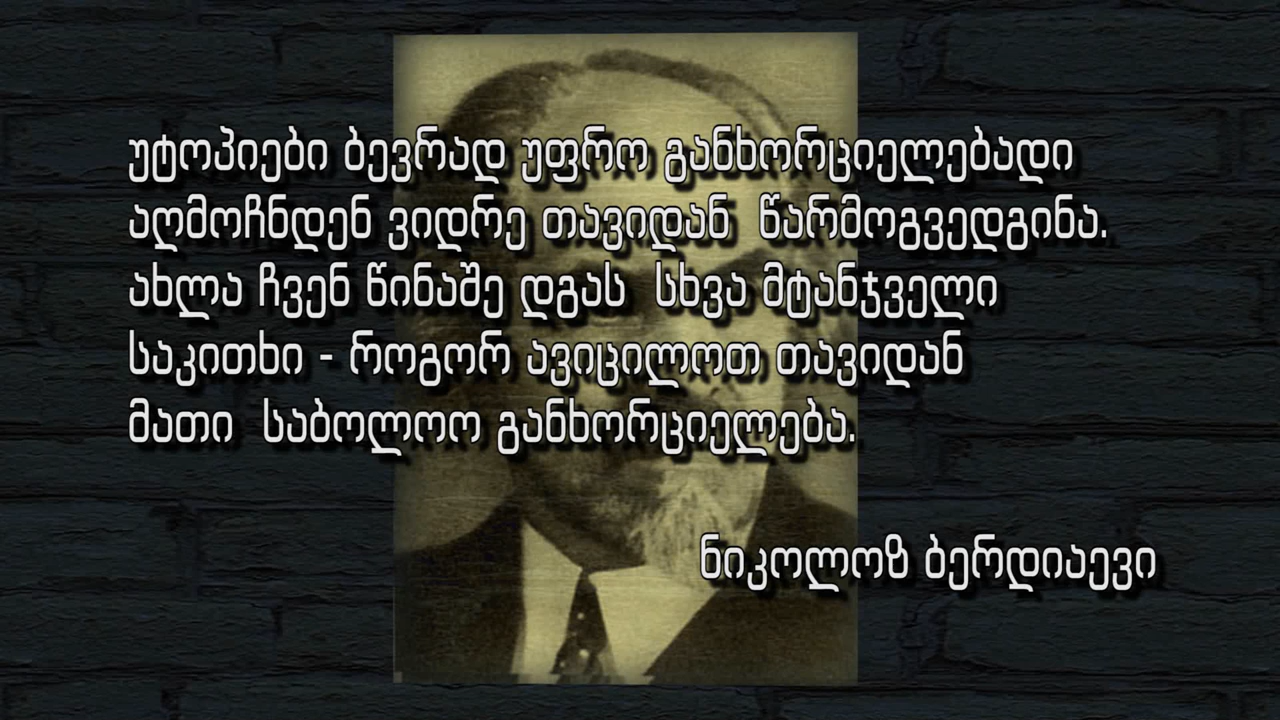 უტოპიები ბევრად უფრო განხორციელებადი
აღმოჩნდენ ვიდრე თავიდან წარმოგვედგინა.
ახლა ჩვენ წინაშე დგას სხვა მტანჯველი
საკითხი - როგორ ავიცილოთ თავიდან
მათი საბოლოო განხორციელება.
ნიკოლოზ ბერდიაევი